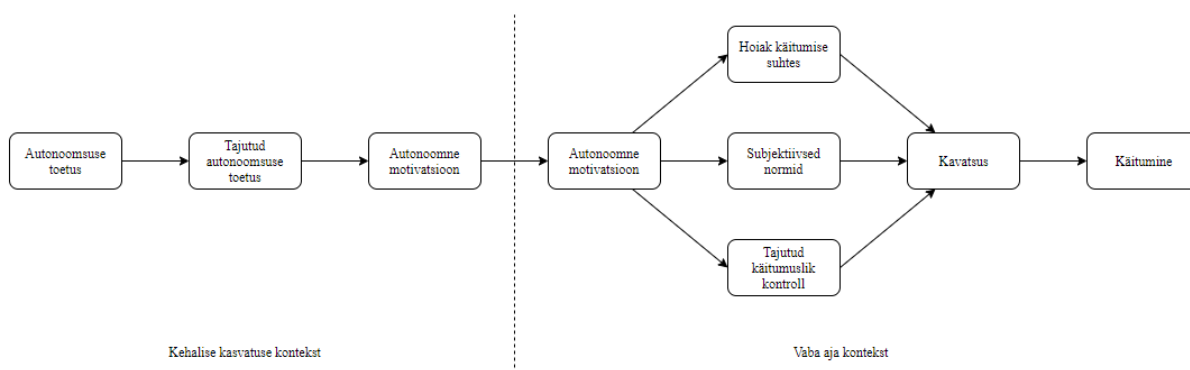 Autonoomsuse
toetus
Tajutud
autonoomsuse
toetus
Autonoomne
motivatsioon
Autonoomne
motivatsioon
Hoiak käitumise
suhtes
Subjektiivsed
normid
Tajutud
käitumuslik
kontroll
Kavatsus
Käitumine
Kehalise kasvatuse kontekst
Vaba aja kontekst